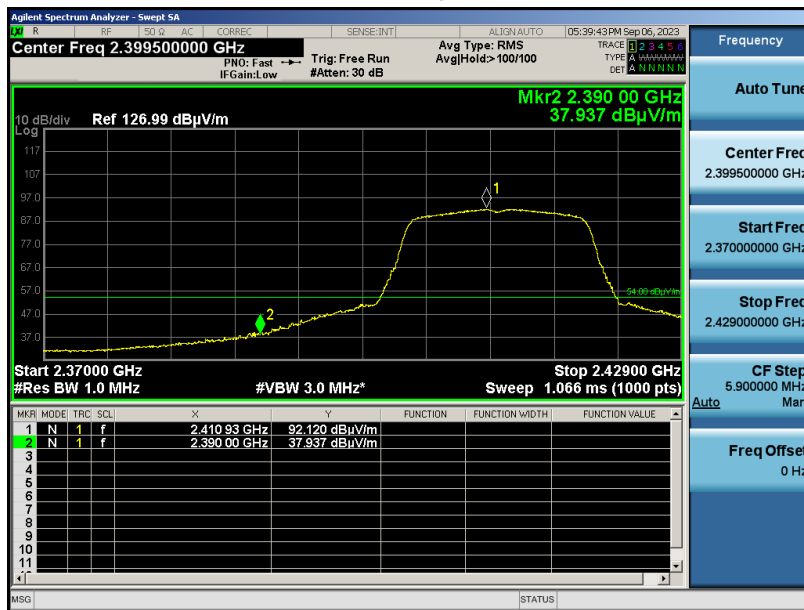 Agilent Spectrum Analyzer - Swept SA
LXI R RF 50 Ω AC CORREC SENSE:INT ALIGN AUTO 05:39:43 PM Sep 06, 2023
Center Freq 2.399500000 GHz
Avg Type: RMS
TRACE 1 2 3 4 5 6
PNO: Fast
Trig: Free Run
Avg|Hold:>100/100
TYPE A WWWWW
IFGain:Low
#Atten: 30 dB
DET A N N N N N
Frequency
Mkr2 2.390 00 GHz
37.937 dBµV/m
10 dB/div Ref 126.99 dBµV/m
Log
117
107
97.0
87.0
77.0
67.0
57.0
47.0
37.0
1
2
54.00 dBµV/m
Start 2.37000 GHz
Stop 2.42900 GHz
#Res BW 1.0 MHz
#VBW 3.0 MHz*
Sweep 1.066 ms (1000 pts)
MKR MODE TRC SCL X Y FUNCTION FUNCTION WIDTH FUNCTION VALUE
1 N 1 f 2.410 93 GHz 92.120 dBµV/m
2 N 1 f 2.390 00 GHz 37.937 dBµV/m
3
4
5
6
7
8
9
10
11
MSG
STATUS
Auto Tune
Center Freq
2.399500000 GHz
Start Freq
2.370000000 GHz
Stop Freq
2.429000000 GHz
CF Step
5.900000 MHz
Auto Man
Freq Offset
0 Hz